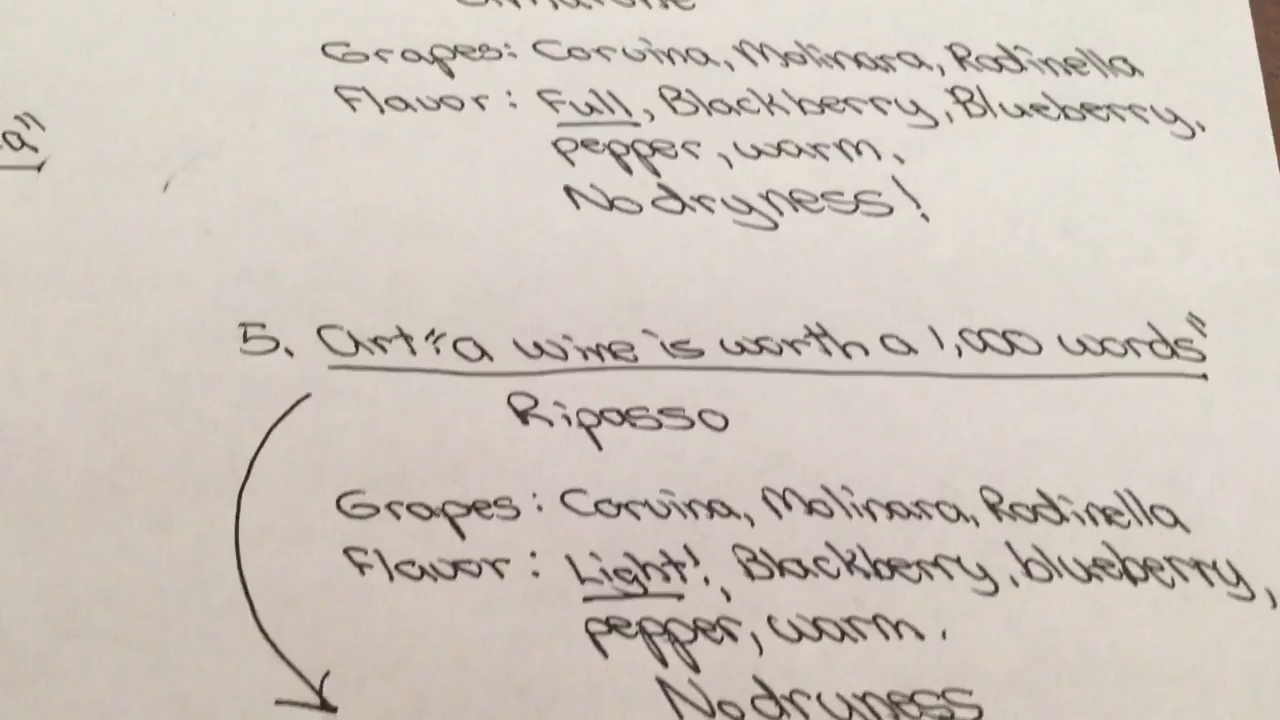 Grapes: Corvina, Molinara, Rodinella
Flavor: Full, Blackberry, Blueberry,
pepper, warm.
No dryness!
a"
5. Art "a wine is worth a 1,000 words"
Ripasso
Grapes: Corvina, Molinara, Rodinella
Flavor: Light!, Blackberry, blueberry,
pepper, warm.
No dryness